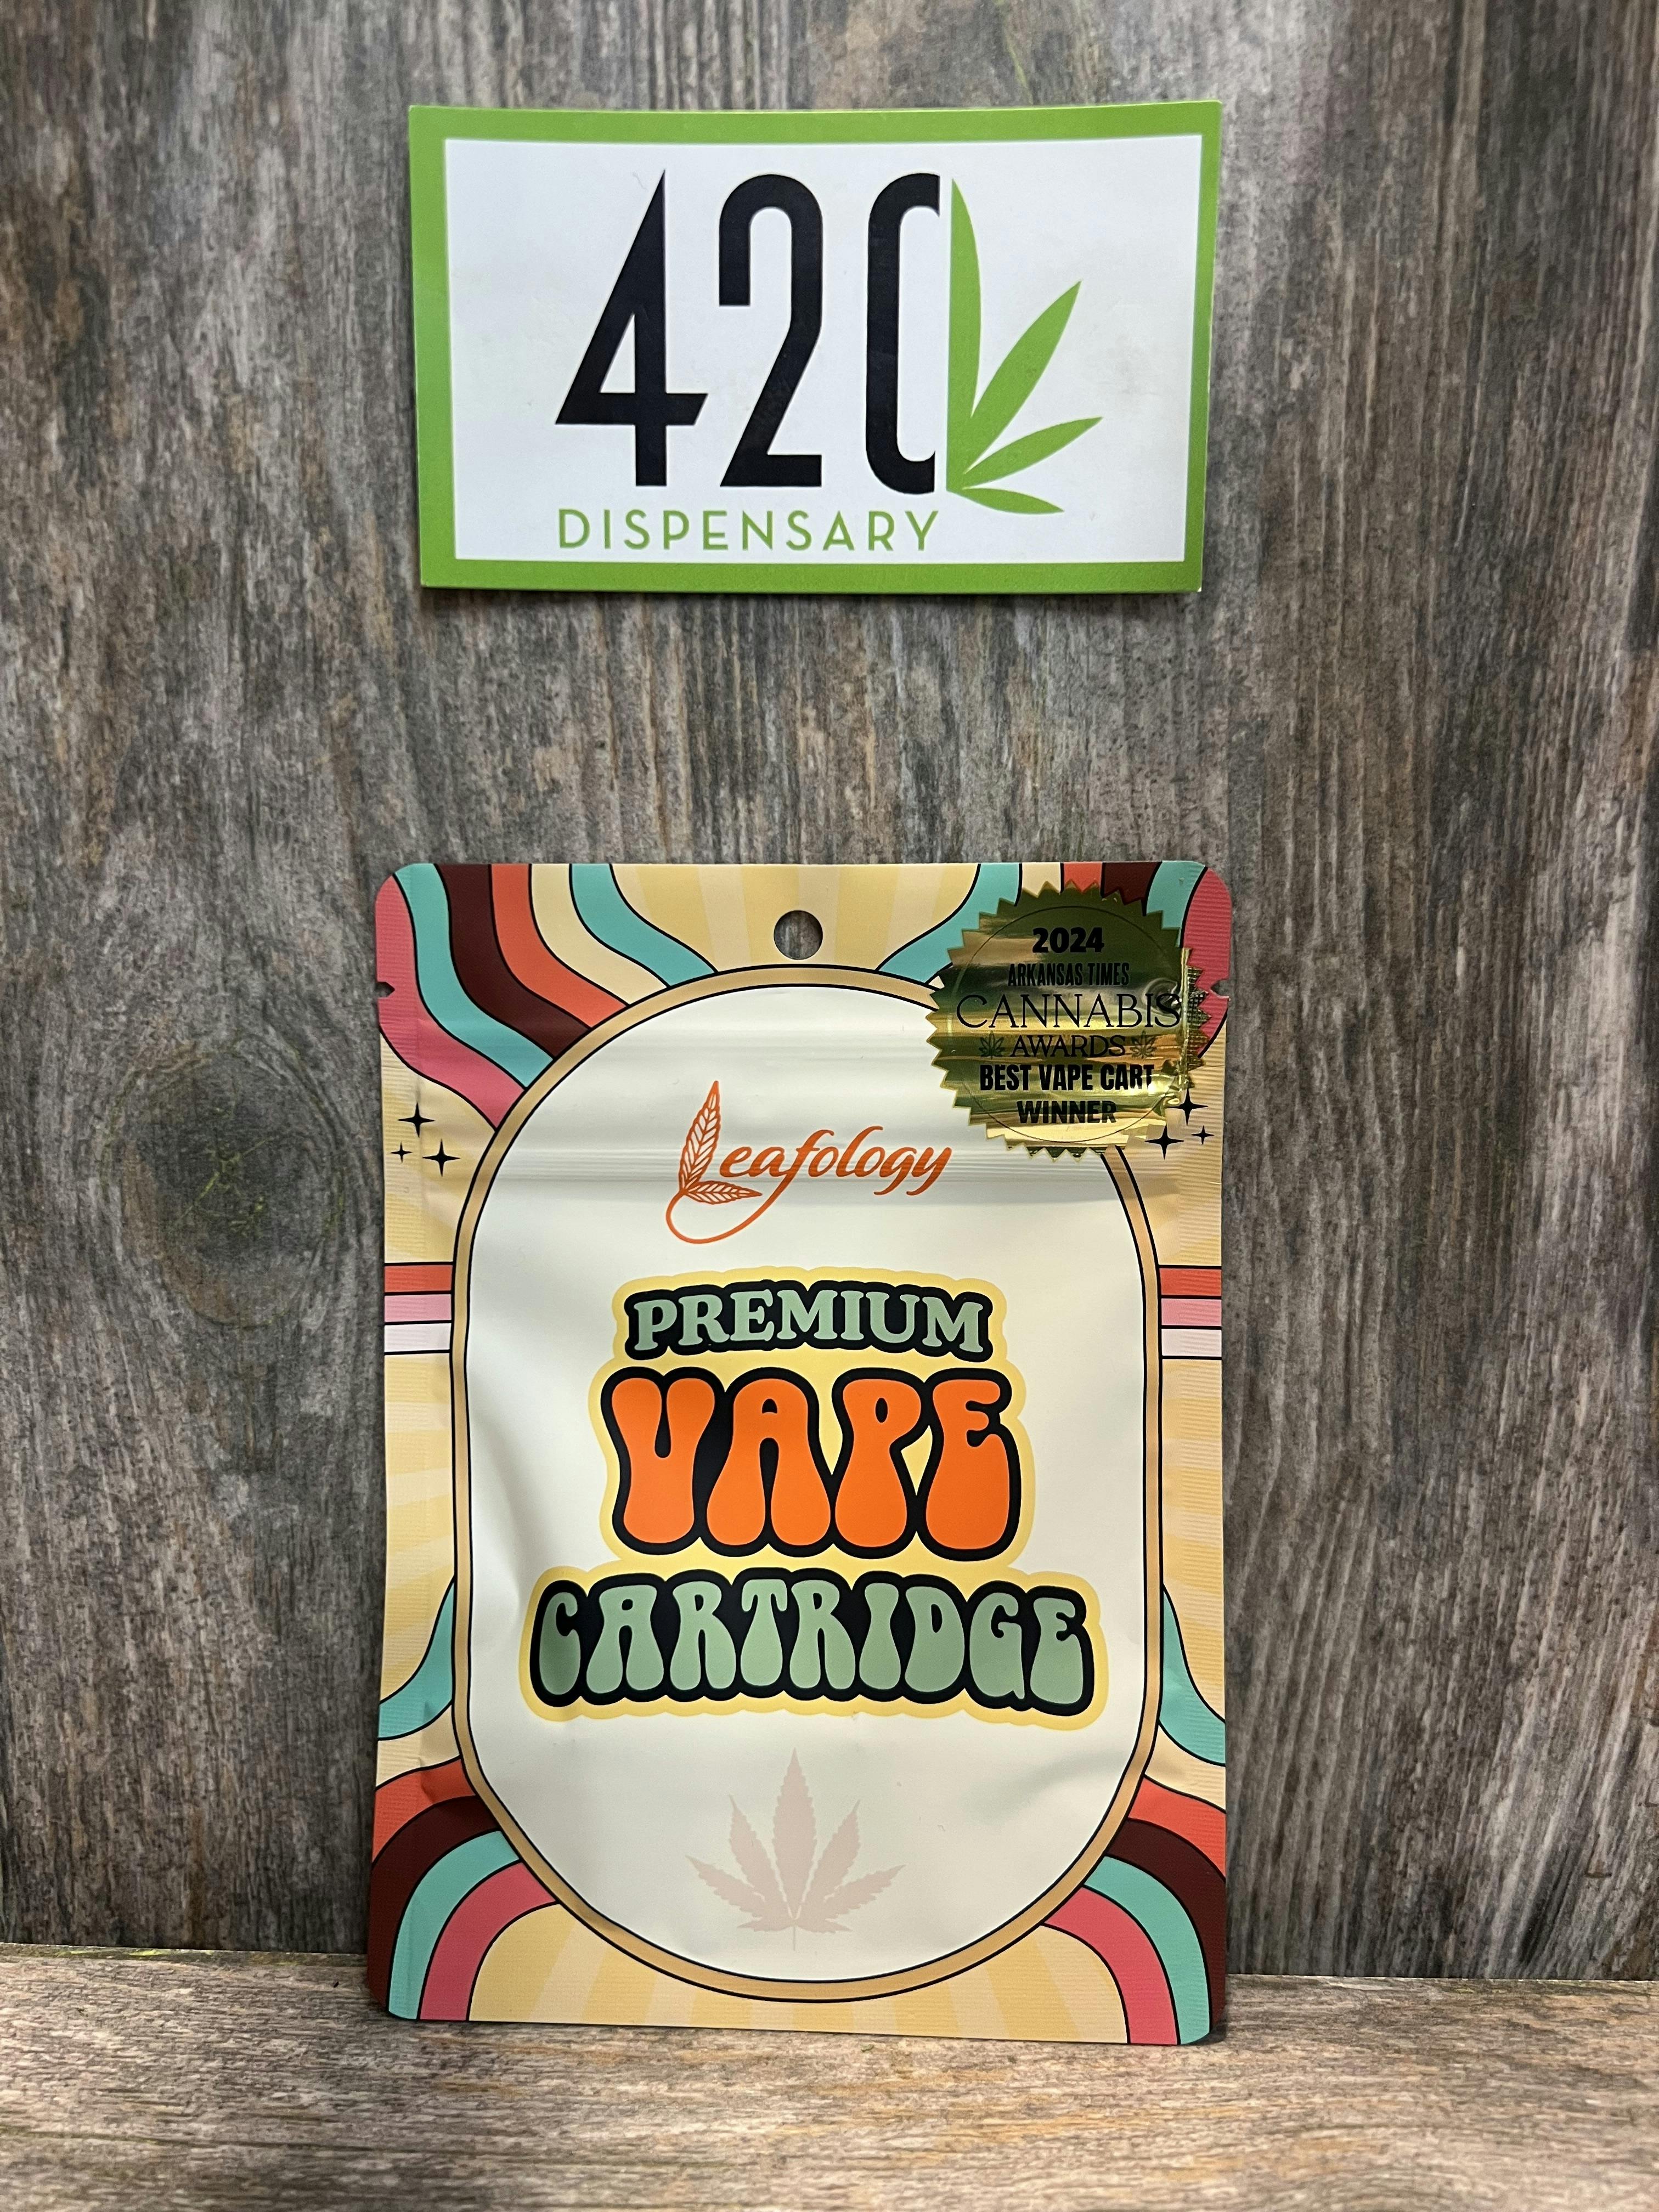 420
DISPENSARY
2024
ARKANSAS TIMES
CANNABIS
AWARDS
BEST VAPE CART
WINNER
Leafology
PREMIUM
VAPE
CARTRIDGE